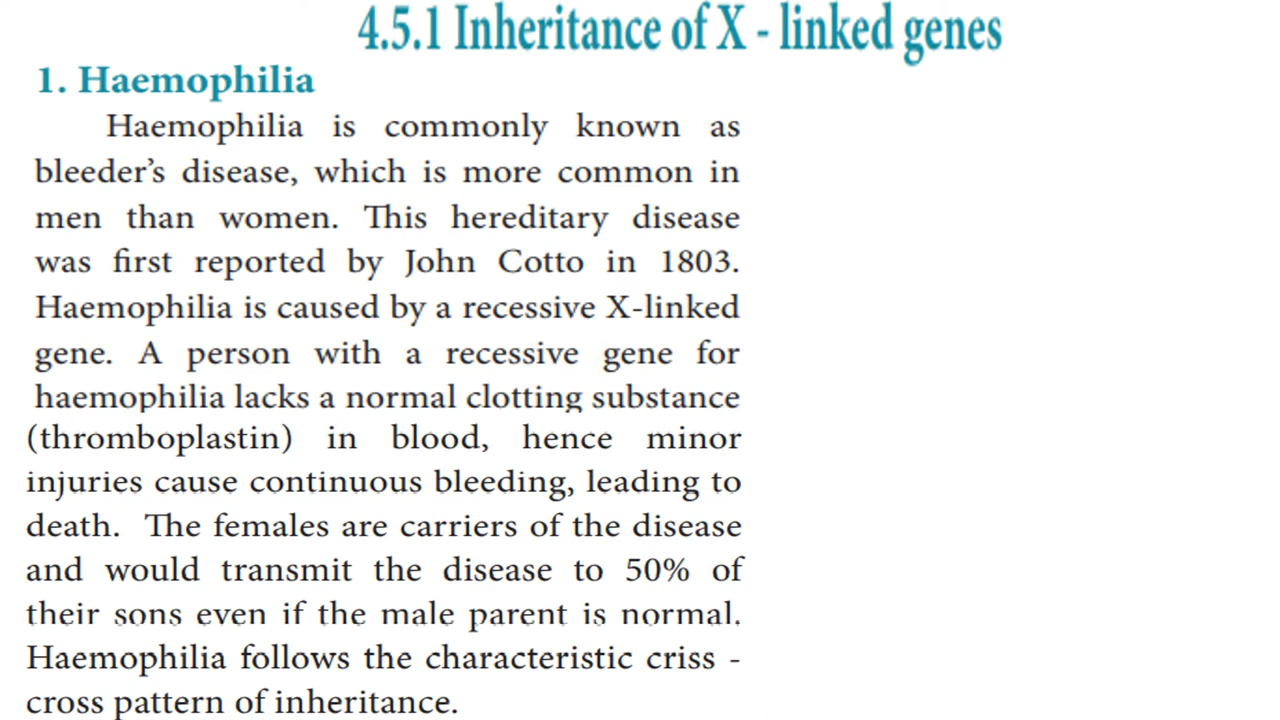 4.5.1 Inheritance of X - linked genes
1. Haemophilia
Haemophilia is commonly known as
bleeder’s disease, which is more common in
men than women. This hereditary disease
was first reported by John Cotto in 1803.
Haemophilia is caused by a recessive X-linked
gene. A person with a recessive gene for
haemophilia lacks a normal clotting substance
(thromboplastin) in blood, hence minor
injuries cause continuous bleeding, leading to
death. The females are carriers of the disease
and would transmit the disease to 50% of
their sons even if the male parent is normal.
Haemophilia follows the characteristic criss -
cross pattern of inheritance.